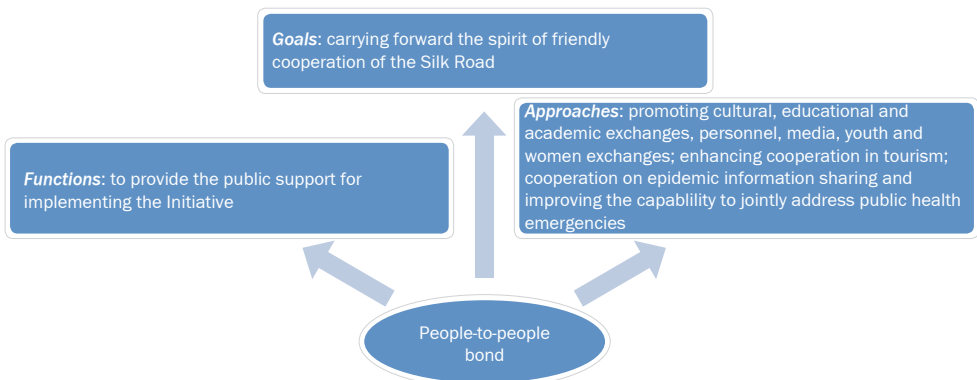 Goals: carrying forward the spirit of friendly
cooperation of the Silk Road
Approaches: promoting cultural, educational and
academic exchanges, personnel, media, youth and
women exchanges; enhancing cooperation in tourism;
cooperation on epidemic information sharing and
improving the capablility to jointly address public health
emergencies
Functions: to provide the public support for
implementing the Initiative
People-to-people
bond